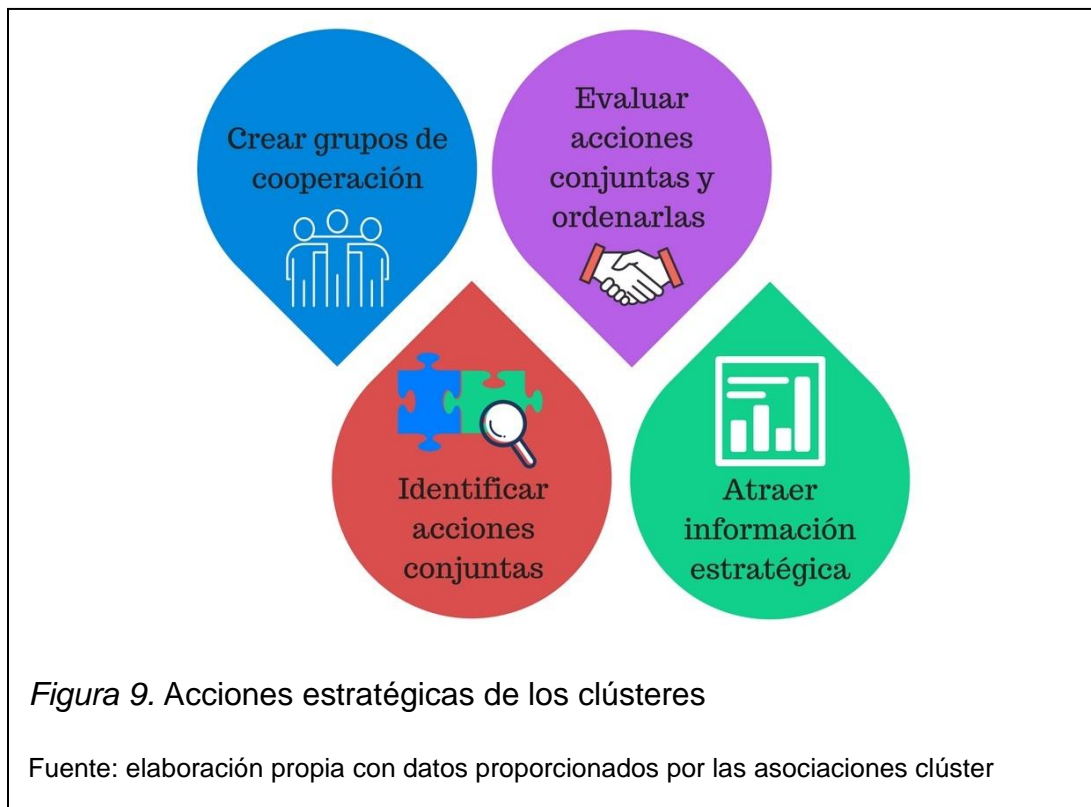 Crear grupos de
cooperación
Identificar
acciones
conjuntas
Evaluar
acciones
conjuntas y
ordenarlas
Atraer
información
estratégica
Figura 9. Acciones estratégicas de los clústeres
Fuente: elaboración propia con datos proporcionados por las asociaciones clúster